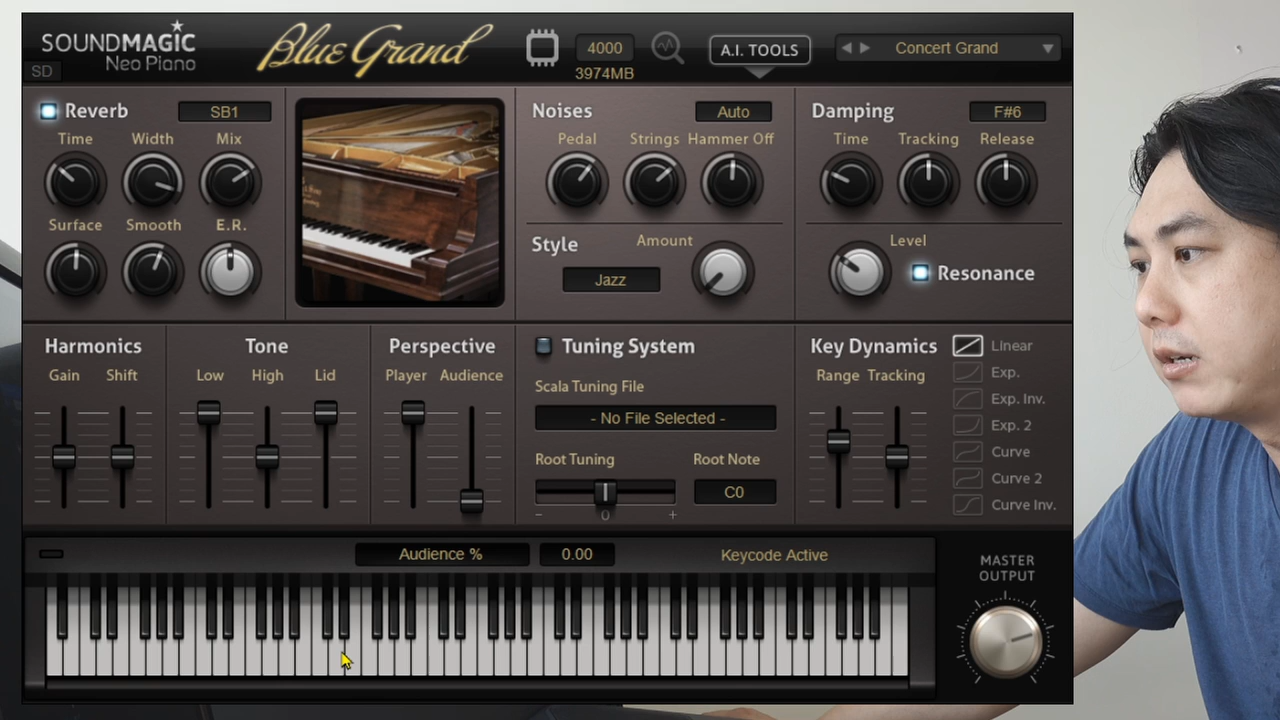 SOUNDMAGIC
Neo Piano
SD
Blue Grand
4000
3974MB
A.I. TOOLS
Concert Grand
Reverb
SB1
Time Width Mix
Surface Smooth E.R.
Noises
Auto
Pedal Strings Hammer Off
Style
Amount
Jazz
Damping
F#6
Time Tracking Release
Level
Resonance
Harmonics
Gain Shift
Tone
Low High Lid
Perspective
Player Audience
Tuning System
Scala Tuning File
- No File Selected -
Root Tuning
Root Note
C0
- 0 +
Key Dynamics
Range Tracking
Linear
Exp.
Exp. Inv.
Exp. 2
Curve
Curve 2
Curve Inv.
Audience %
0.00
Keycode Active
MASTER
OUTPUT